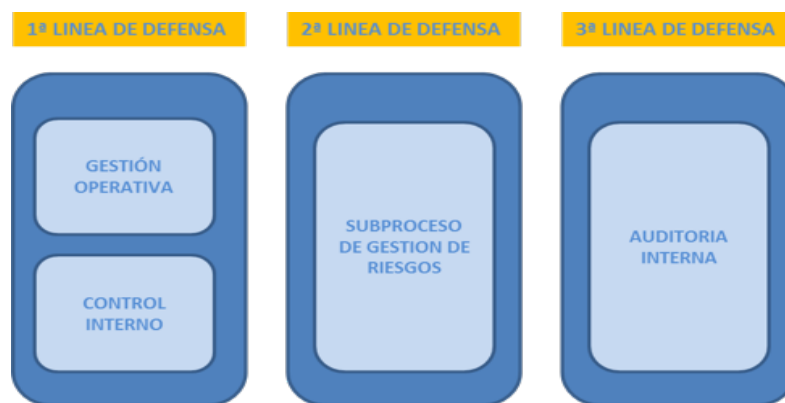 1ª LINEA DE DEFENSA
2ª LINEA DE DEFENSA
3ª LINEA DE DEFENSA
GESTIÓN
OPERATIVA
CONTROL
INTERNO
SUBPROCESO
DE GESTION DE
RIESGOS
AUDITORIA
INTERNA